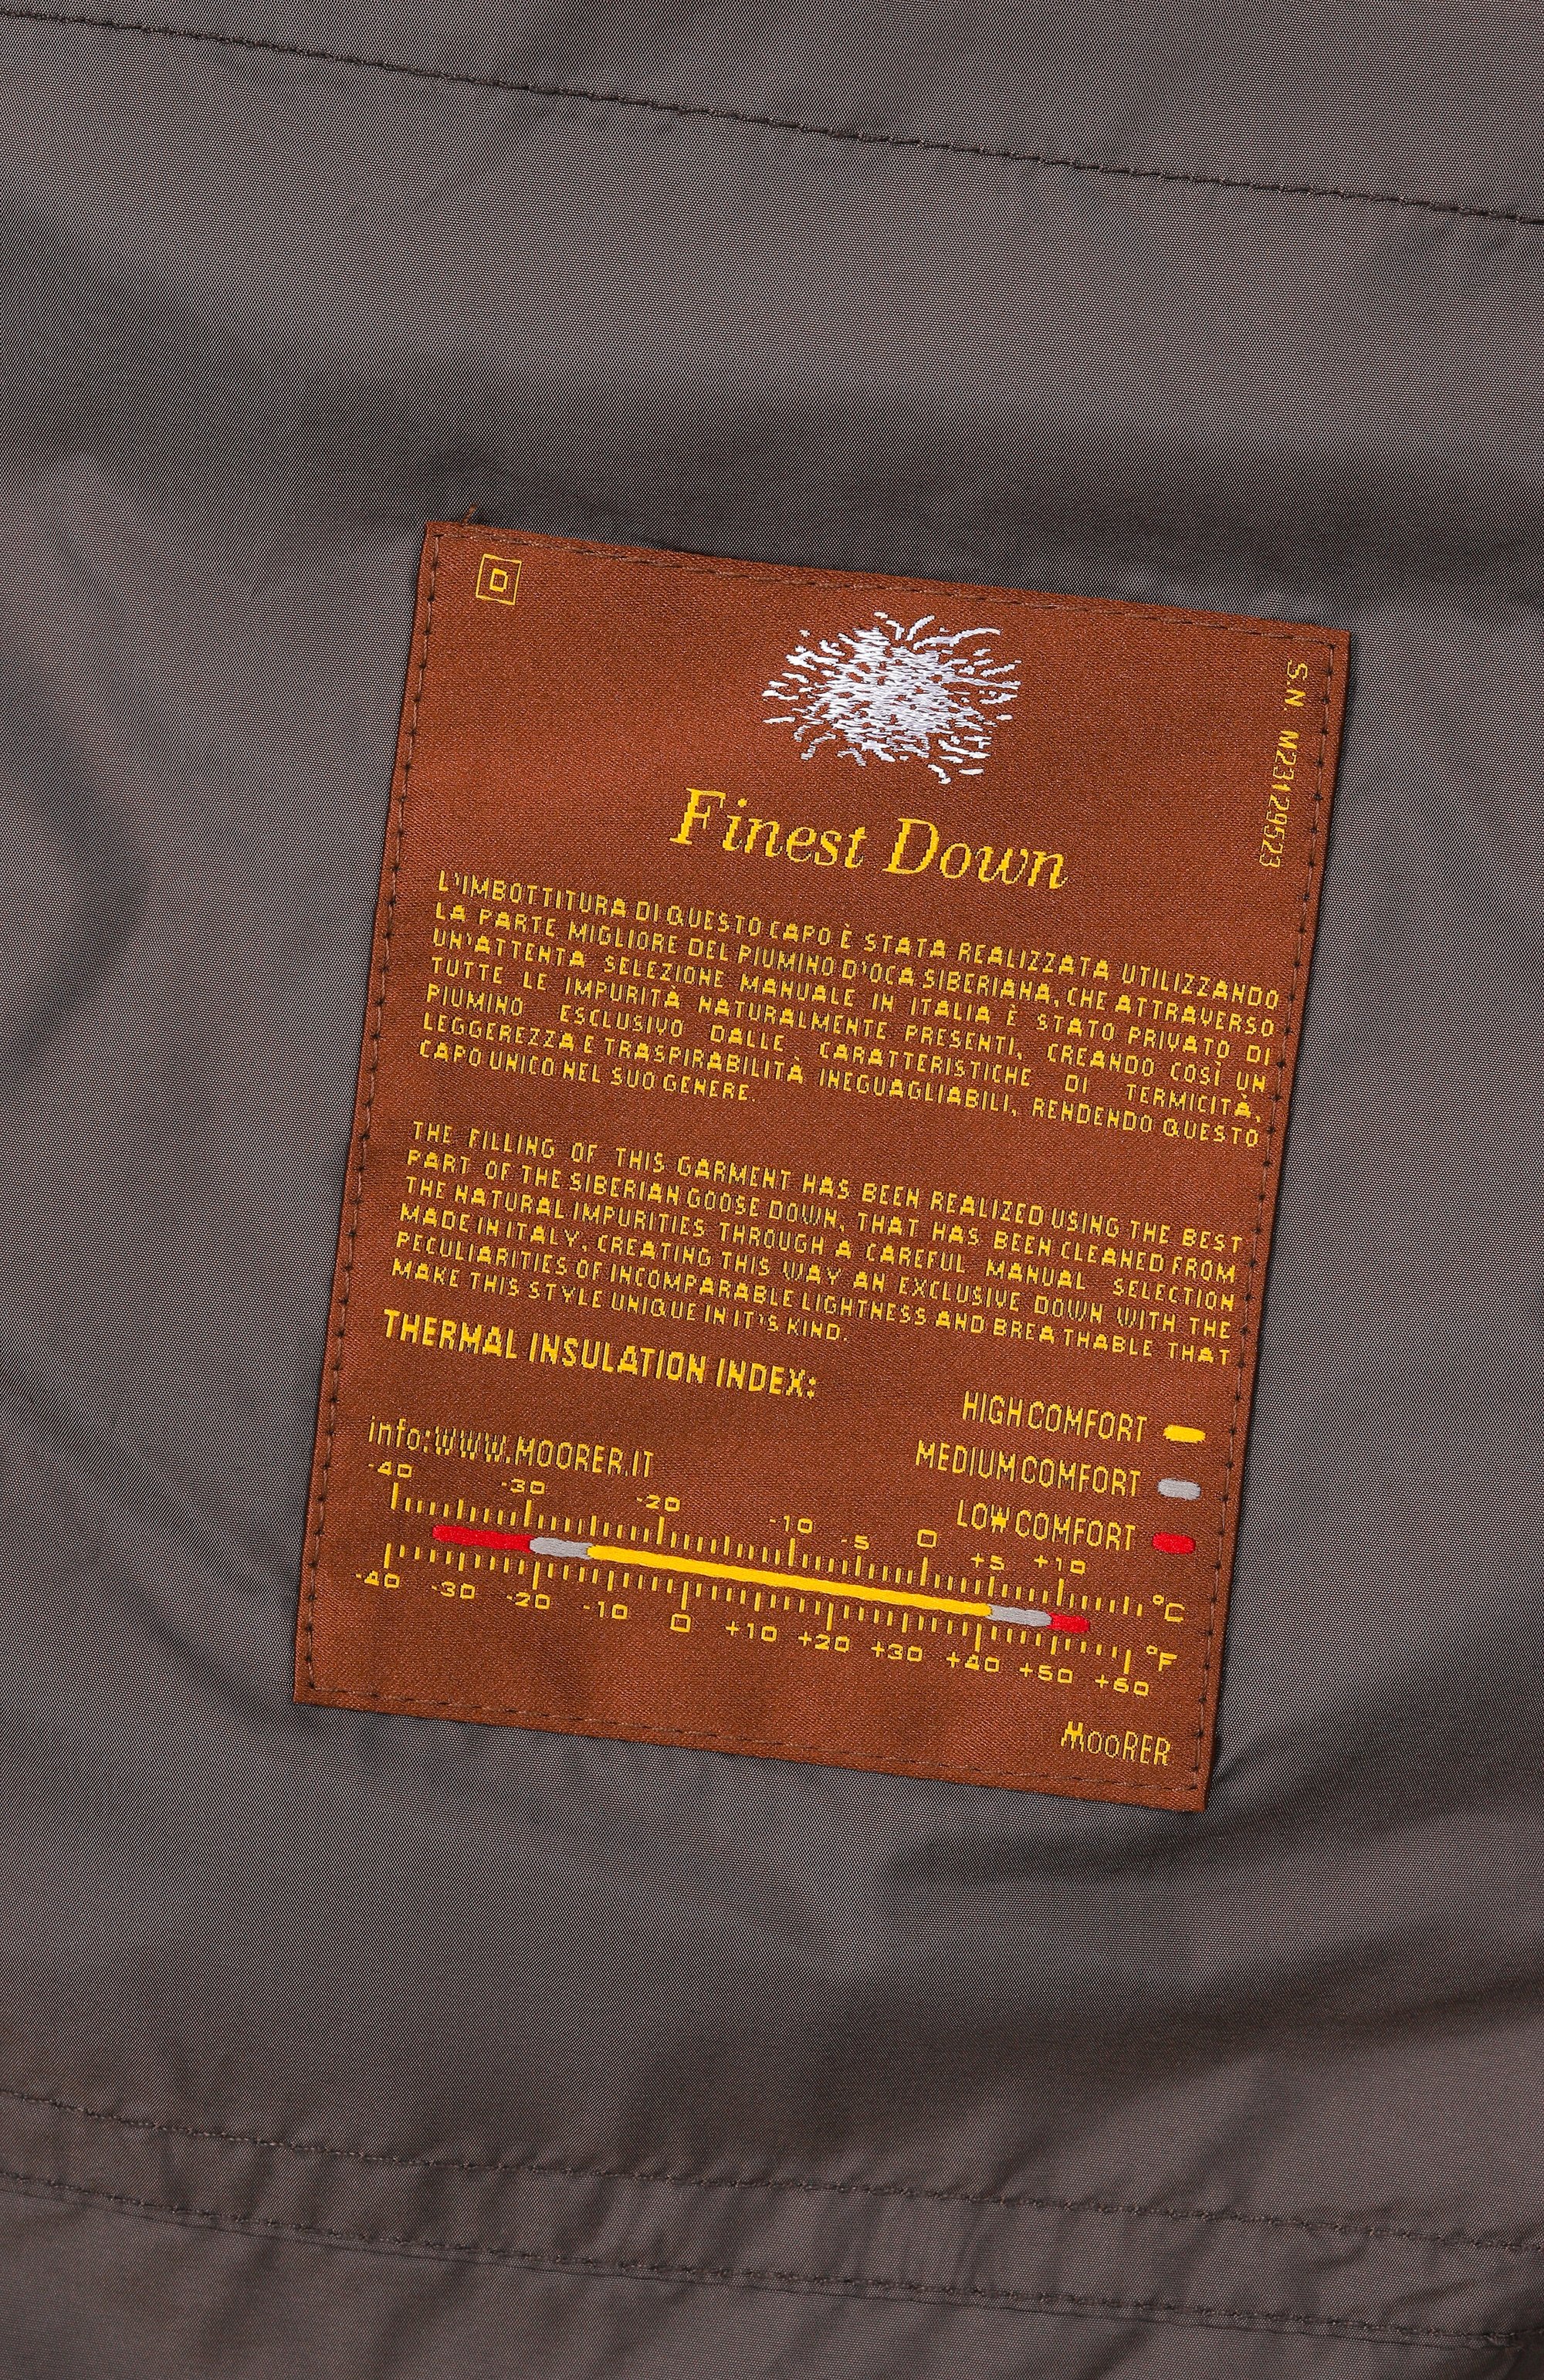 D
S.N. M23129523
Finest Down
L'IMBOTTITURA DI QUESTO CAPO È STATA REALIZZATA UTILIZZANDO
LA PARTE MIGLIORE DEL PIUMINO D'OCA SIBERIANA, CHE ATTRAVERSO
UN'ATTENTA SELEZIONE MANUALE IN ITALIA È STATO PRIVATO DI
TUTTE LE IMPURITÀ NATURALMENTE PRESENTI, CREANDO COSÌ UN
PIUMINO ESCLUSIVO DALLE CARATTERISTICHE DI TERMICITÀ,
LEGGEREZZA E TRASPIRABILITÀ INEGUAGLIABILI, RENDENDO QUESTO
CAPO UNICO NEL SUO GENERE.
THE FILLING OF THIS GARMENT HAS BEEN REALIZED USING THE BEST
PART OF THE SIBERIAN GOOSE DOWN, THAT HAS BEEN CLEANED FROM
THE NATURAL IMPURITIES THROUGH A CAREFUL MANUAL SELECTION
MADE IN ITALY, CREATING THIS WAY AN EXCLUSIVE DOWN WITH THE
PECULIARITIES OF INCOMPARABLE LIGHTNESS AND BREATHABLE THAT
MAKE THIS STYLE UNIQUE IN IT'S KIND.
THERMAL INSULATION INDEX:
HIGH COMFORT
MEDIUM COMFORT
LOW COMFORT
info:WWW.MOORER.IT
-40 -30 -20 -10 -5 0 +5 +10 °C
-40 -30 -20 -10 0 +10 +20 +30 +40 +50 +60 °F
MOORER